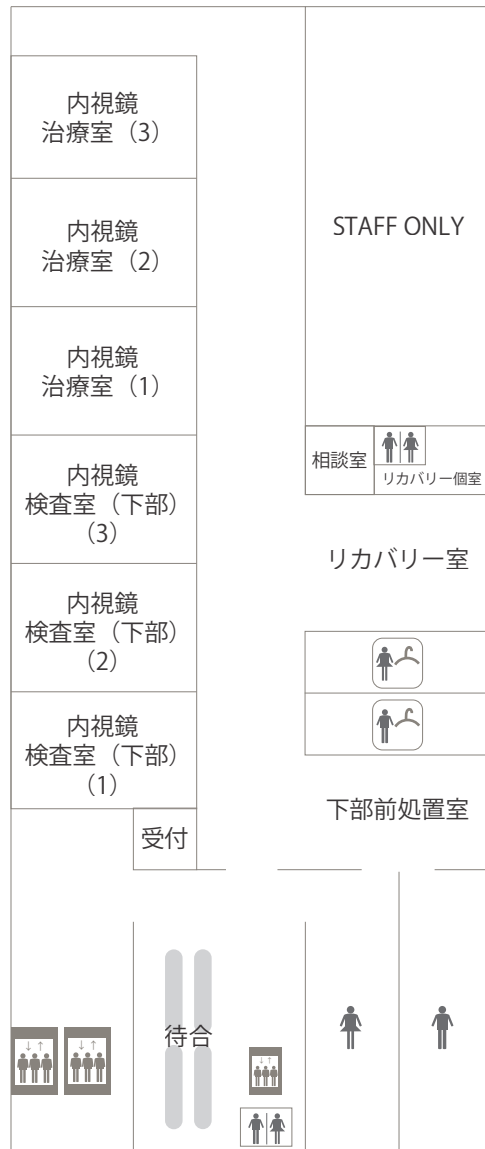 内視鏡
治療室（3）
内視鏡
治療室（2）
STAFF ONLY
内視鏡
治療室（1）
相談室
リカバリー個室
内視鏡
検査室（下部）
（3）
リカバリー室
内視鏡
検査室（下部）
（2）
内視鏡
検査室（下部）
（1）
下部前処置室
受付
待合